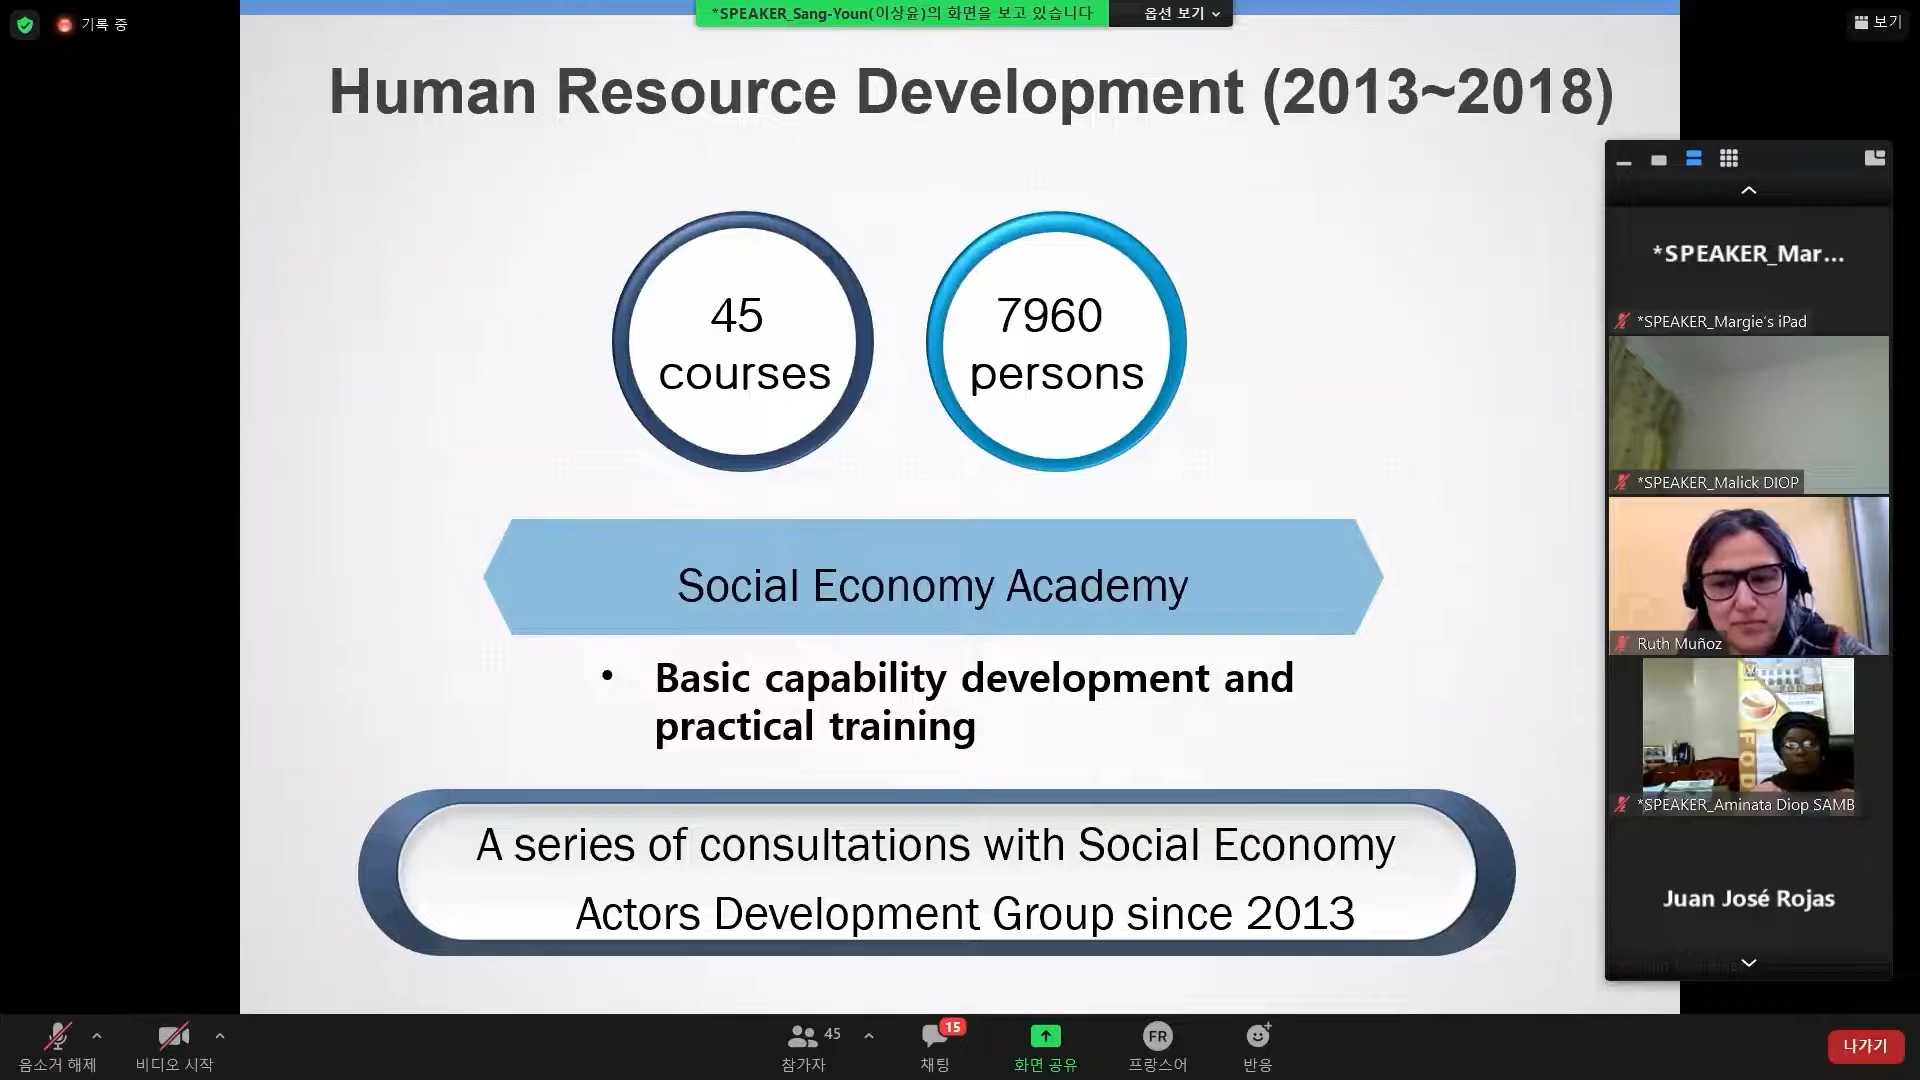 기록 중
*SPEAKER_Sang-Youn(이상윤)의 화면을 보고 있습니다
옵션 보기
보기
Human Resource Development (2013~2018)
45
courses
7960
persons
Social Economy Academy
• Basic capability development and
practical training
A series of consultations with Social Economy
Actors Development Group since 2013
*SPEAKER_Mar...
*SPEAKER_Margie's iPad
*SPEAKER_Malick DIOP
Ruth Muñoz
*SPEAKER_Aminata Diop SAMB
Juan José Rojas
음소거 해제
비디오 시작
45
참가자
15
채팅
화면 공유
FR
프랑스어
반응
나가기